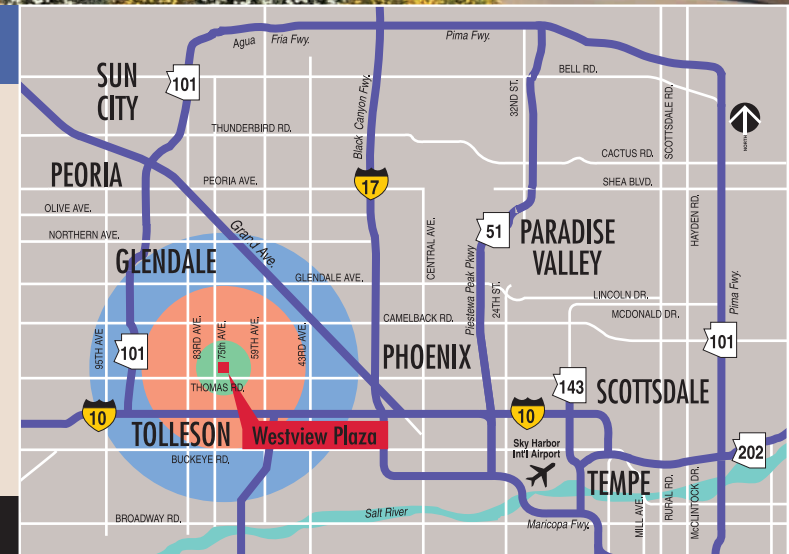 Agua Fria Fwy.
Pima Fwy.
SUN
CITY
101
Black Canyon Fwy.
32ND ST.
BELL RD.
SCOTTSDALE RD.
NORTH
THUNDERBIRD RD.
CACTUS RD.
PEORIA
PEORIA AVE.
17
SHEA BLVD.
OLIVE AVE.
NORTHERN AVE.
Grand Ave.
CENTRAL AVE.
51
PARADISE
VALLEY
HAYDEN RD.
GLENDALE
GLENDALE AVE.
Piestewa Peak Pkwy
24TH ST.
LINCOLN DR.
MCDONALD DR.
Pima Fwy.
CAMELBACK RD.
95TH AVE
101
83RD AVE.
75th AVE.
59TH AVE.
43RD AVE.
PHOENIX
101
THOMAS RD.
143
SCOTTSDALE
10
10
TOLLESON
Westview Plaza
Sky Harbor
Int'l Airport
202
BUCKEYE RD.
TEMPE
BROADWAY RD.
Salt River
Maricopa Fwy.
MILL AVE.
RURAL RD.
McCLINTOCK DR.